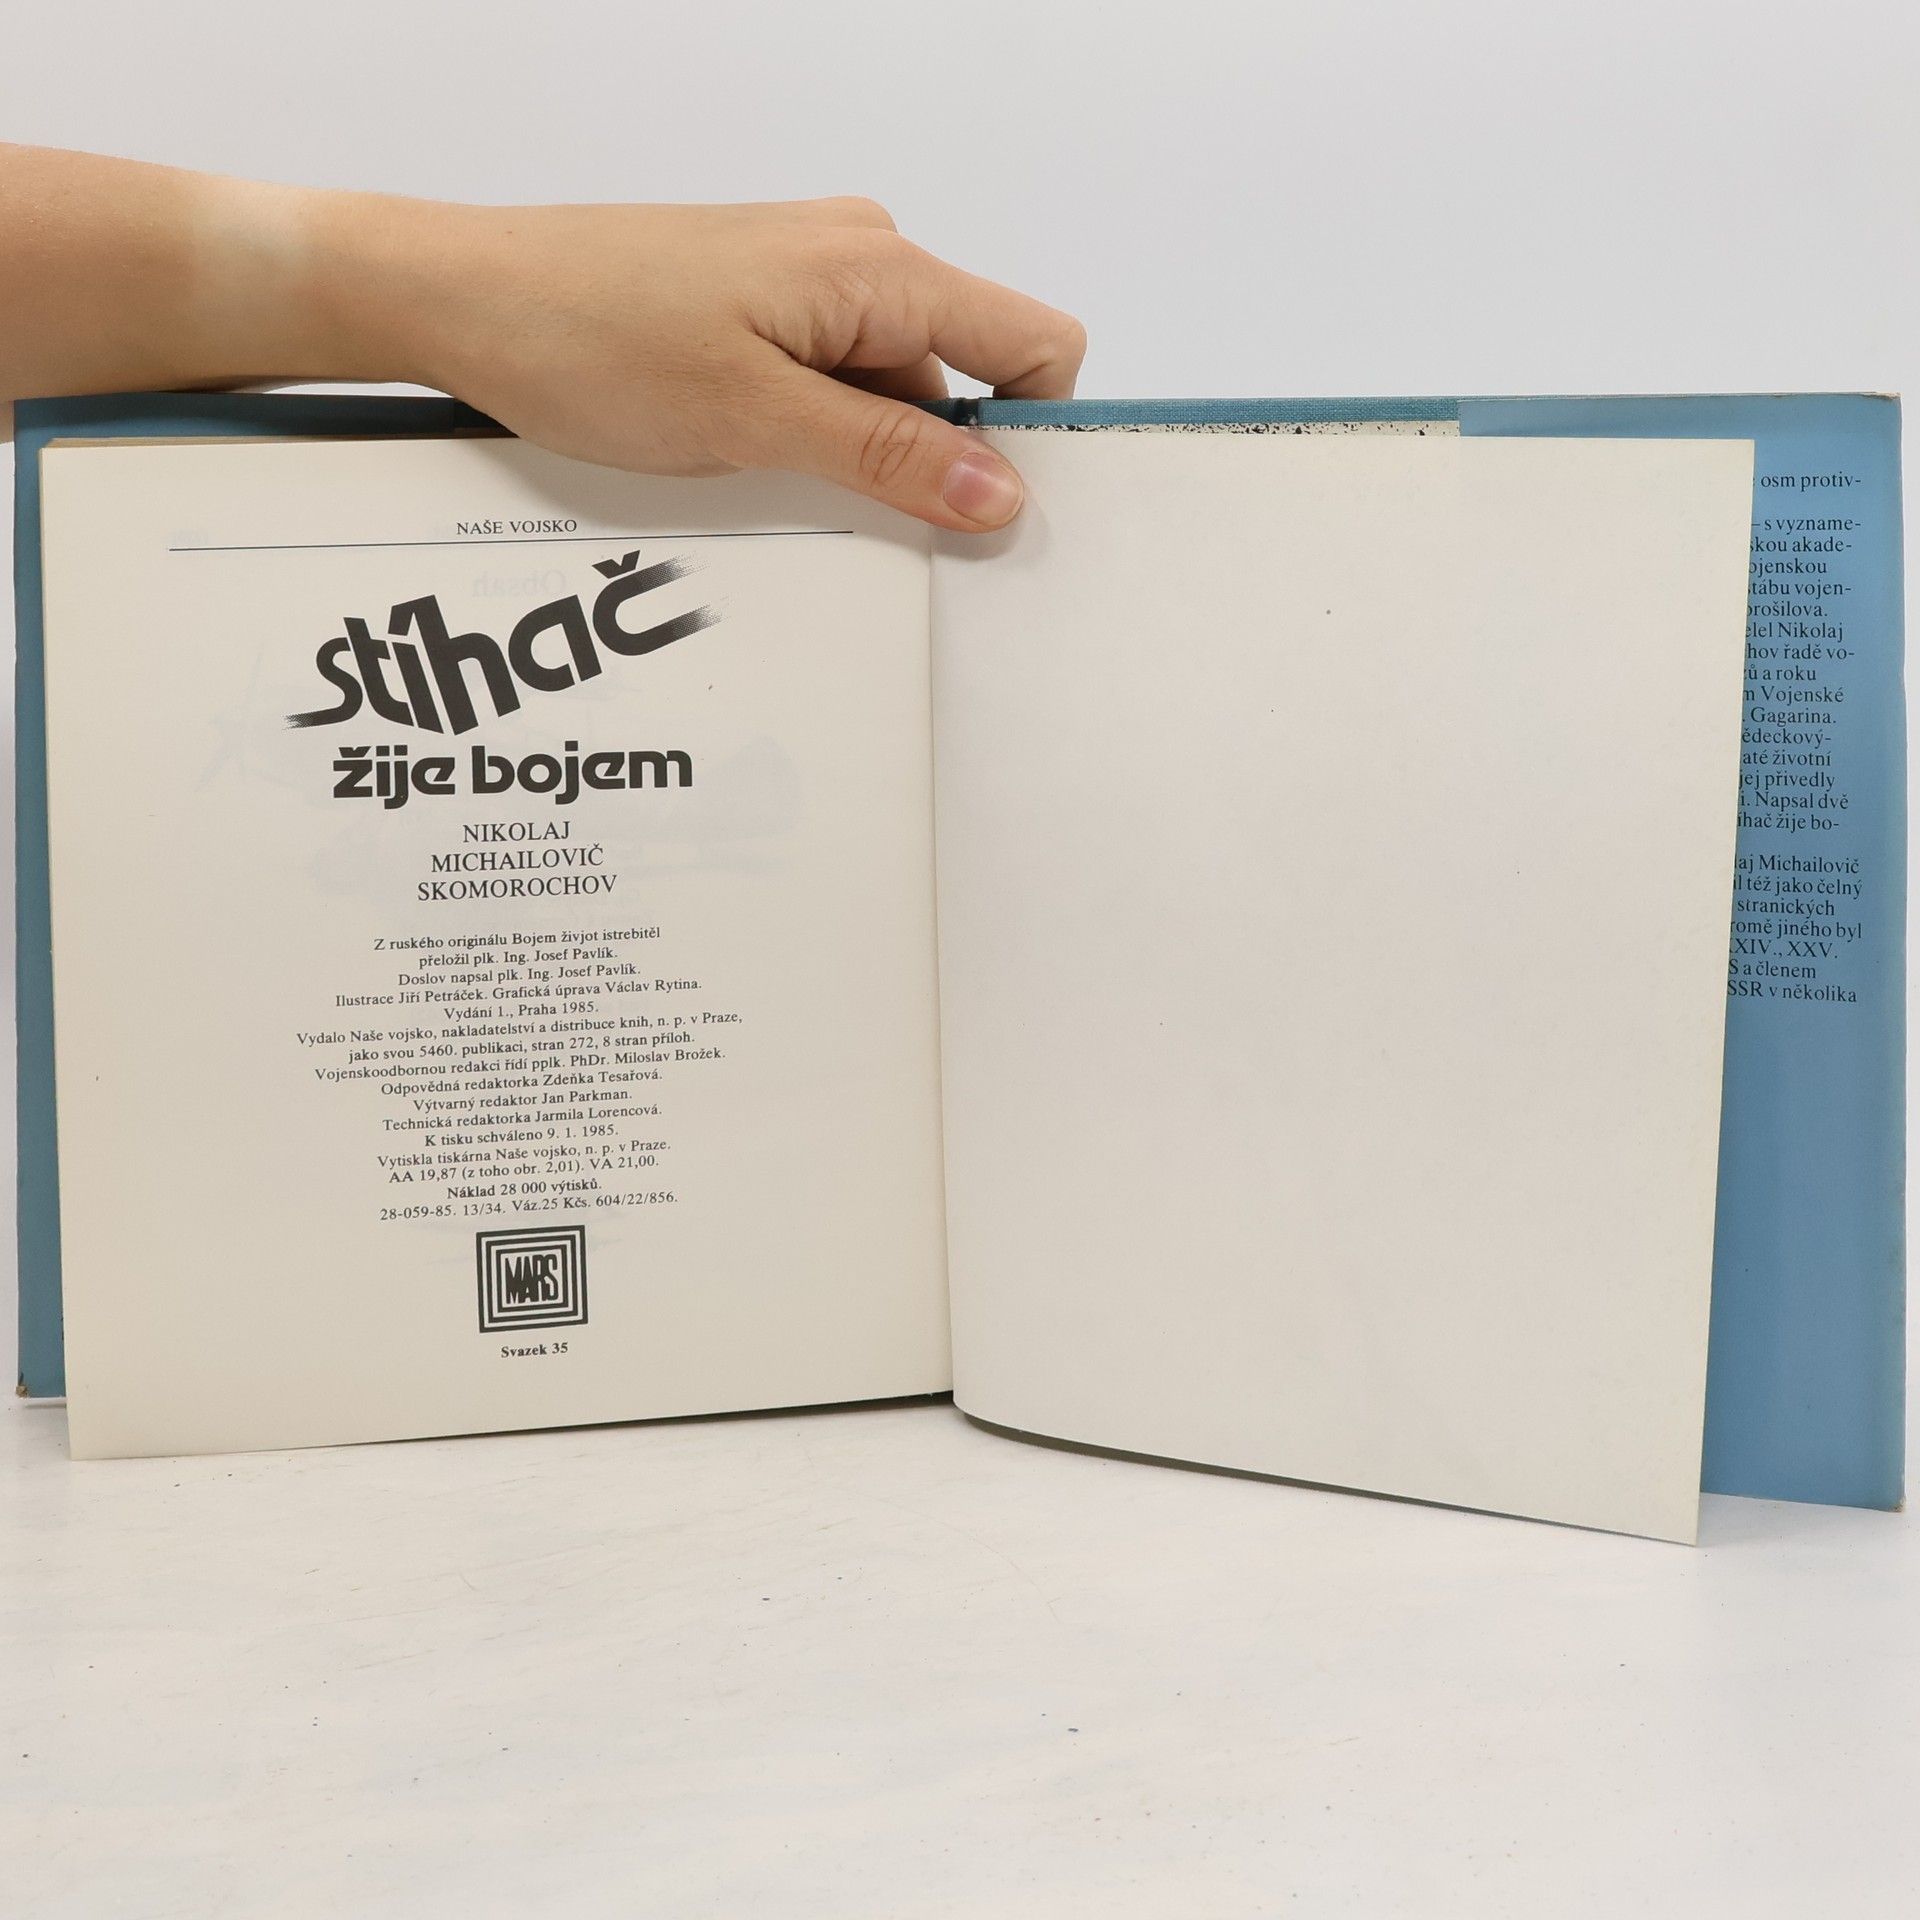 NAŠE VOJSKO
stíhač
žije bojem
NIKOLAJ
MICHAILOVIČ
SKOMOROCHOV
Z ruského originálu Bojem živjot istrebitěl
přeložil plk. Ing. Josef Pavlík.
Doslov napsal plk. Ing. Josef Pavlík.
Ilustrace Jiří Petráček. Grafická úprava Václav Rytina.
Vydání 1., Praha 1985.
Vydalo Naše vojsko, nakladatelství a distribuce knih, n. p. v Praze,
jako svou 5460. publikaci, stran 272, 8 stran příloh.
Vojenskoodbornou redakci řídí pplk. PhDr. Miloslav Brožek.
Odpovědná redaktorka Zdeňka Tesařová.
Výtvarný redaktor Jan Parkman.
Technická redaktorka Jarmila Lorencová.
K tisku schváleno 9. 1. 1985.
Vytiskla tiskárna Naše vojsko, n. p. v Praze.
AA 19,87 (z toho obr. 2,01). VA 21,00.
Náklad 28 000 výtisků.
28-059-85. 13/34. Váz.25 Kčs. 604/22/856.
MARS
Svazek 35
osm protiv-
– s vyzname-
skou akade-
ojenskou
štábu vojen-
orošilova.
elel Nikolaj
hov řadě vo-
zů a roku
m Vojenské
. Gagarina.
ědeckový-
até životní
jej přivedly
i. Napsal dvě
íhač žije bo-
laj Michailovič
il též jako čelný
stranických
romě jiného byl
XIV., XXV.
S a členem
SSR v několika